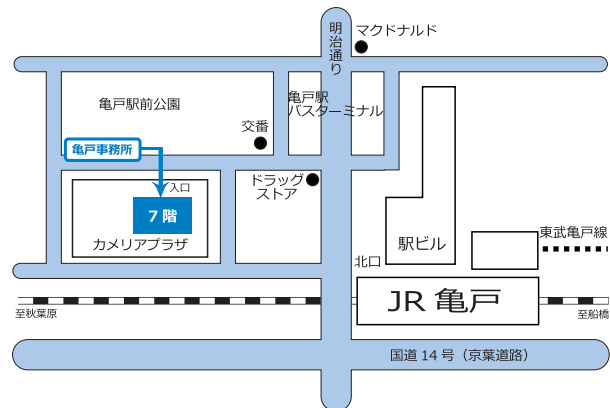 マクドナルド
明治通り
亀戸駅前公園
亀戸駅
バスターミナル
交番
亀戸事務所
ドラッグ
ストア
入口
7階
カメリアプラザ
駅ビル
東武亀戸線
北口
JR 亀戸
至秋葉原
至船橋
国道 14 号（京葉道路）